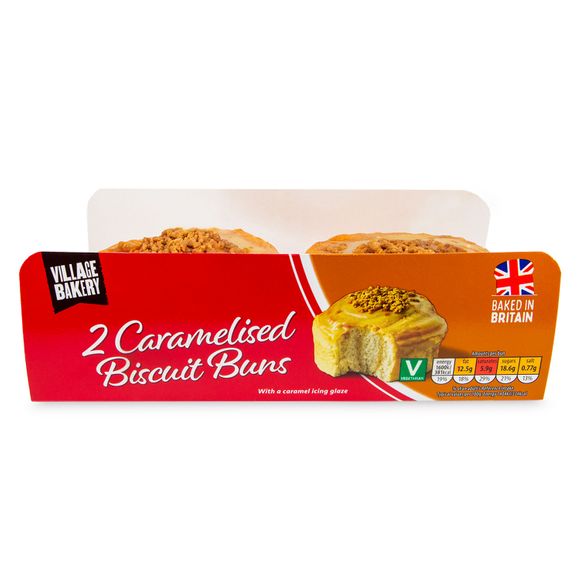 VILLAGE
BAKERY
2 Caramelised
Biscuit Buns
With a caramel icing glaze
V
VEGETARIAN
BAKED IN
BRITAIN
energy fat saturates sugars salt
1600kJ
381kcal 12.5g 5.9g 18.6g 0.77g
19% 18% 29% 21% 13%